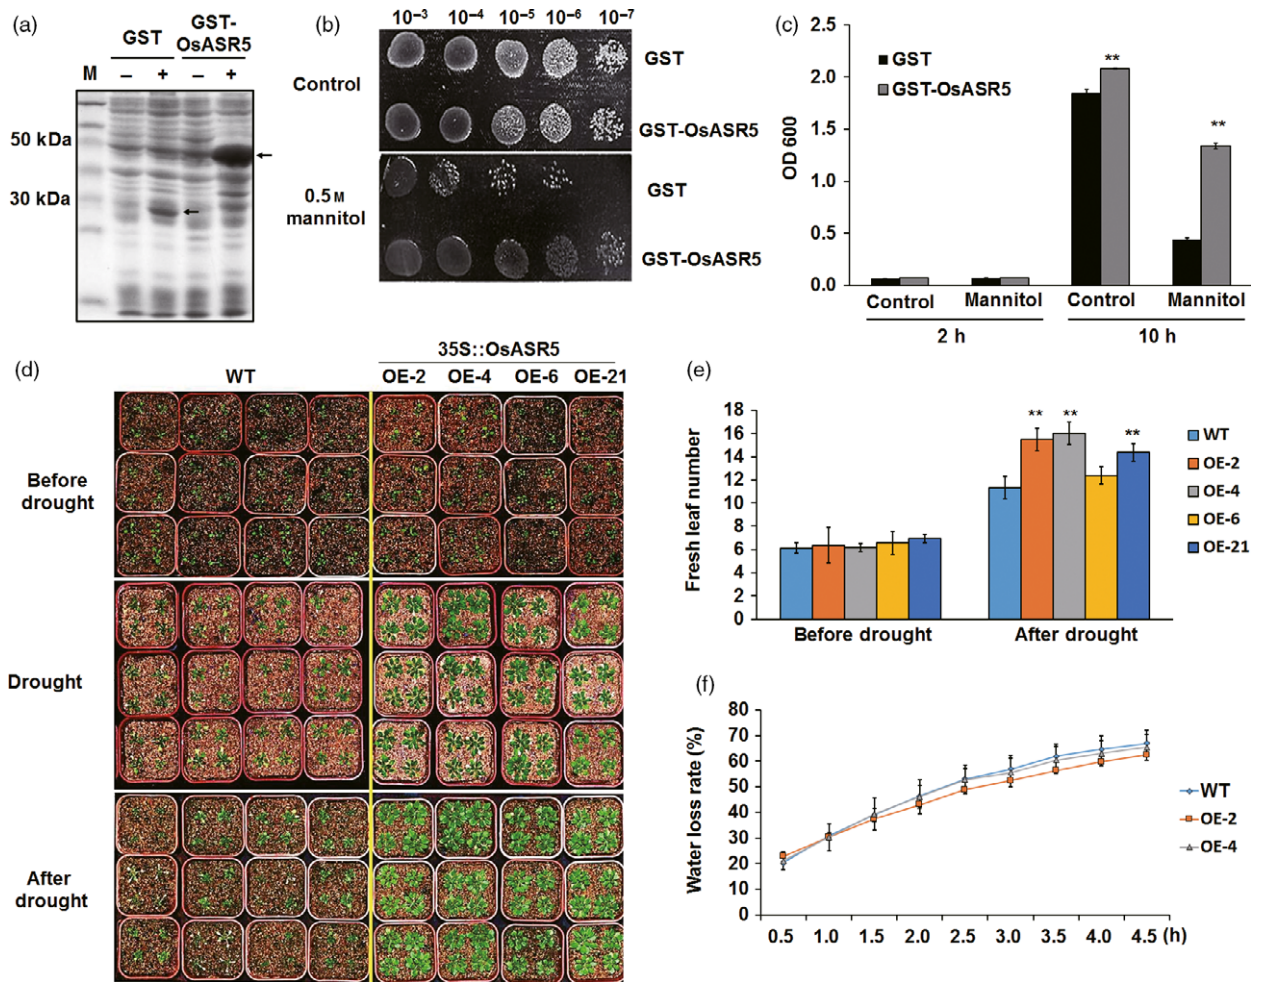 (a)
GST
GST-
OsASR5
M
–
+
–
+
50 kDa
30 kDa
(b)
10⁻³ 10⁻⁴ 10⁻⁵ 10⁻⁶ 10⁻⁷
Control
GST
GST-OsASR5
0.5 M
mannitol
GST
GST-OsASR5
(c)
OD 600
2.5
2.0
1.5
1.0
0.5
0.0
GST
GST-OsASR5
**
**
Control Mannitol Control Mannitol
2 h 10 h
(d)
35S::OsASR5
WT OE-2 OE-4 OE-6 OE-21
Before
drought
Drought
After
drought
(e)
Fresh leaf number
18
16
14
12
10
8
6
4
2
0
** ** **
Before drought After drought
WT
OE-2
OE-4
OE-6
OE-21
(f)
Water loss rate (%)
80
70
60
50
40
30
20
10
0
0.5 1.0 1.5 2.0 2.5 3.0 3.5 4.0 4.5 (h)
WT
OE-2
OE-4